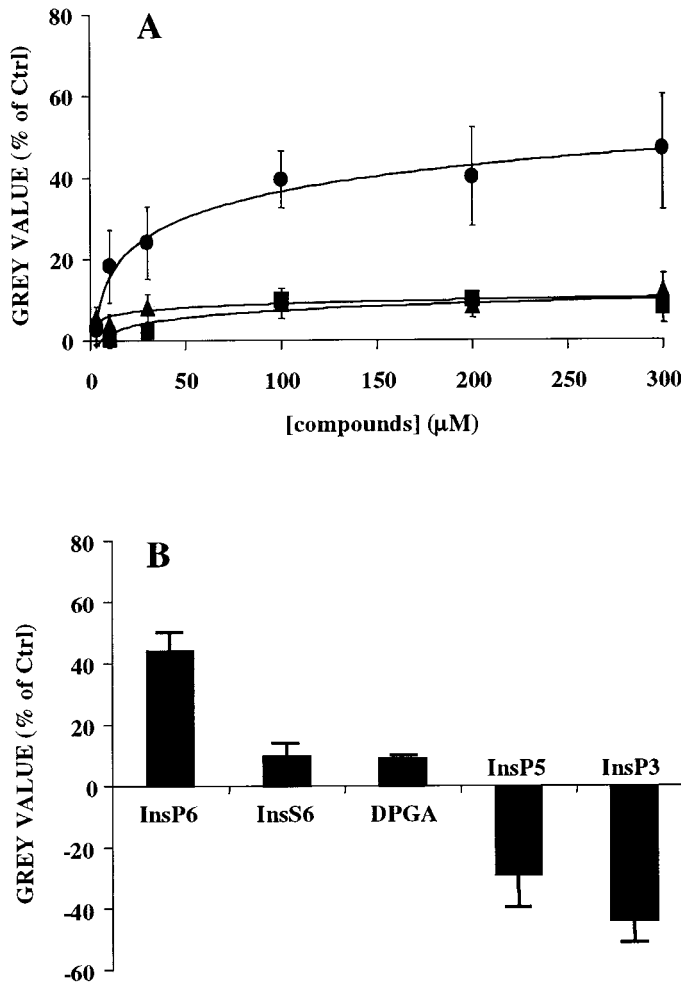 A
80
60
40
20
0
GREY VALUE (% of Ctrl)
0 50 100 150 200 250 300
[compounds] (µM)
B
80
60
40
20
0
-20
-40
-60
GREY VALUE (% of Ctrl)
InsP6 InsS6 DPGA InsP5 InsP3